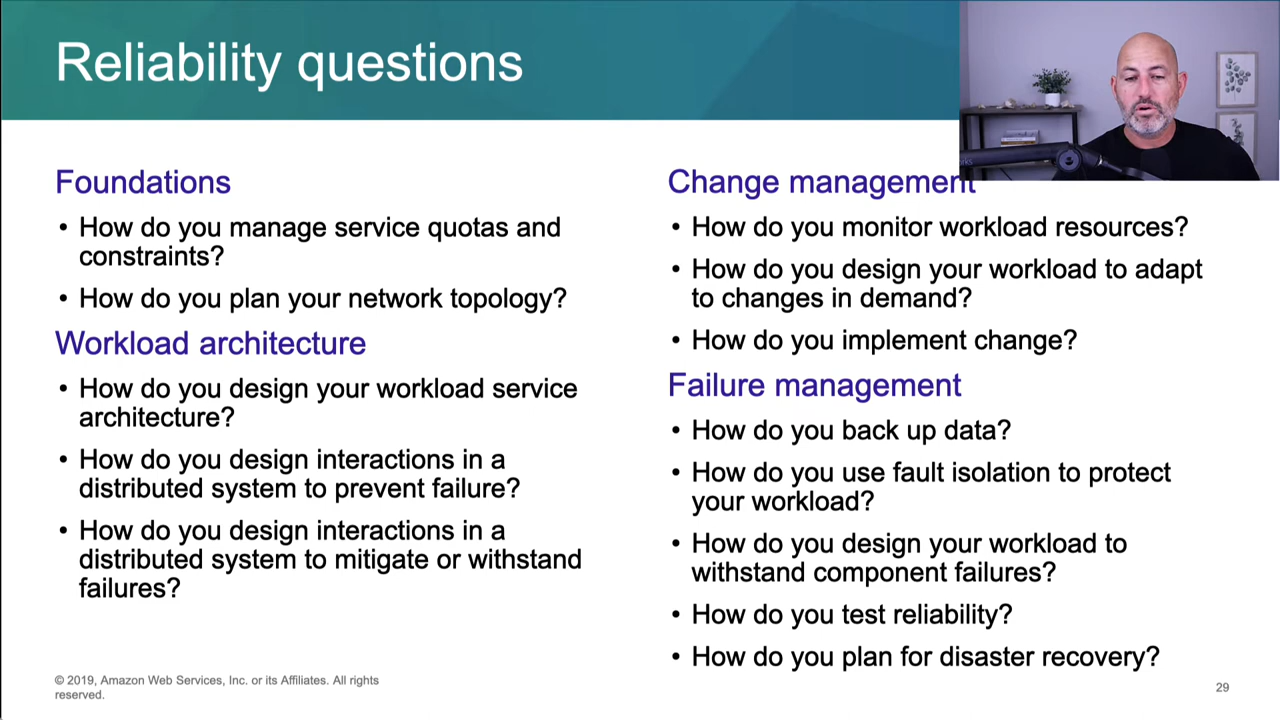 Reliability questions
Foundations
• How do you manage service quotas and
constraints?
• How do you plan your network topology?
Workload architecture
• How do you design your workload service
architecture?
• How do you design interactions in a
distributed system to prevent failure?
• How do you design interactions in a
distributed system to mitigate or withstand
failures?
Change management
• How do you monitor workload resources?
• How do you design your workload to adapt
to changes in demand?
• How do you implement change?
Failure management
• How do you back up data?
• How do you use fault isolation to protect
your workload?
• How do you design your workload to
withstand component failures?
• How do you test reliability?
• How do you plan for disaster recovery?
© 2019, Amazon Web Services, Inc. or its Affiliates. All rights
reserved.
29